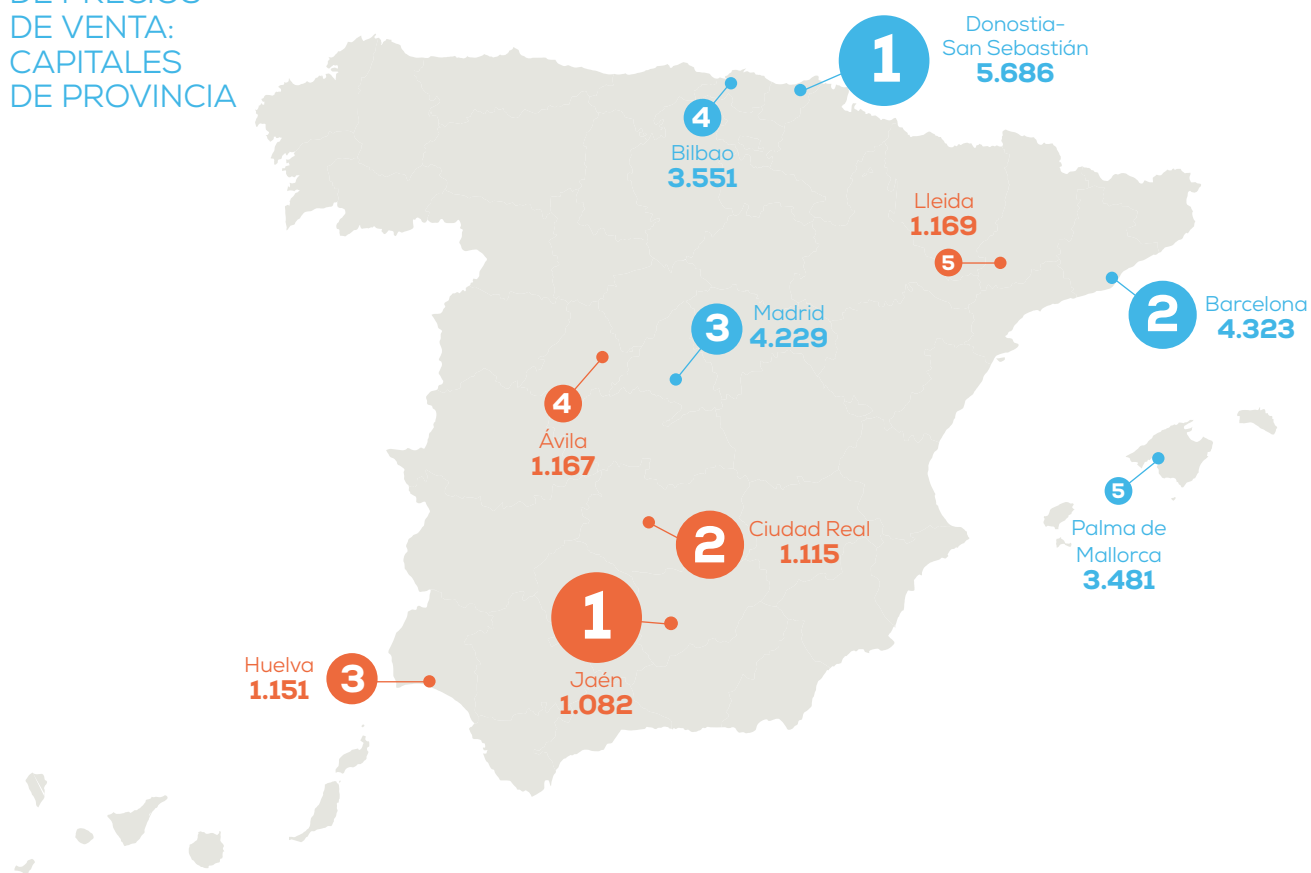 DE PRECIOS
DE VENTA:
CAPITALES
DE PROVINCIA
1
Donostia-
San Sebastián
5.686
4
Bilbao
3.551
Lleida
1.169
5
2
Barcelona
4.323
3
Madrid
4.229
4
Ávila
1.167
5
Palma de
Mallorca
3.481
2
Ciudad Real
1.115
1
Jaén
1.082
Huelva
1.151
3